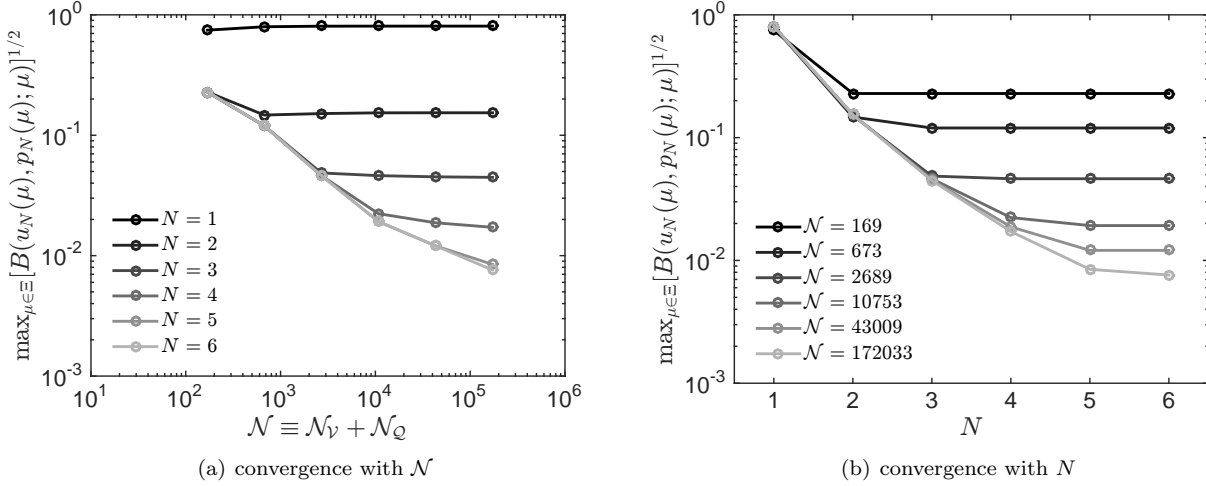 max_{μ∈Ξ}[B(u_N(μ), p_N(μ); μ)]^{1/2}
10^0
10^{-1}
10^{-2}
10^{-3}
N = 1
N = 2
N = 3
N = 4
N = 5
N = 6
10^1 10^2 10^3 10^4 10^5 10^6
𝒩 ≡ 𝒩_𝒱 + 𝒩_𝒬
(a) convergence with 𝒩
max_{μ∈Ξ}[B(u_N(μ), p_N(μ); μ)]^{1/2}
10^0
10^{-1}
10^{-2}
10^{-3}
𝒩 = 169
𝒩 = 673
𝒩 = 2689
𝒩 = 10753
𝒩 = 43009
𝒩 = 172033
1 2 3 4 5 6
N
(b) convergence with N